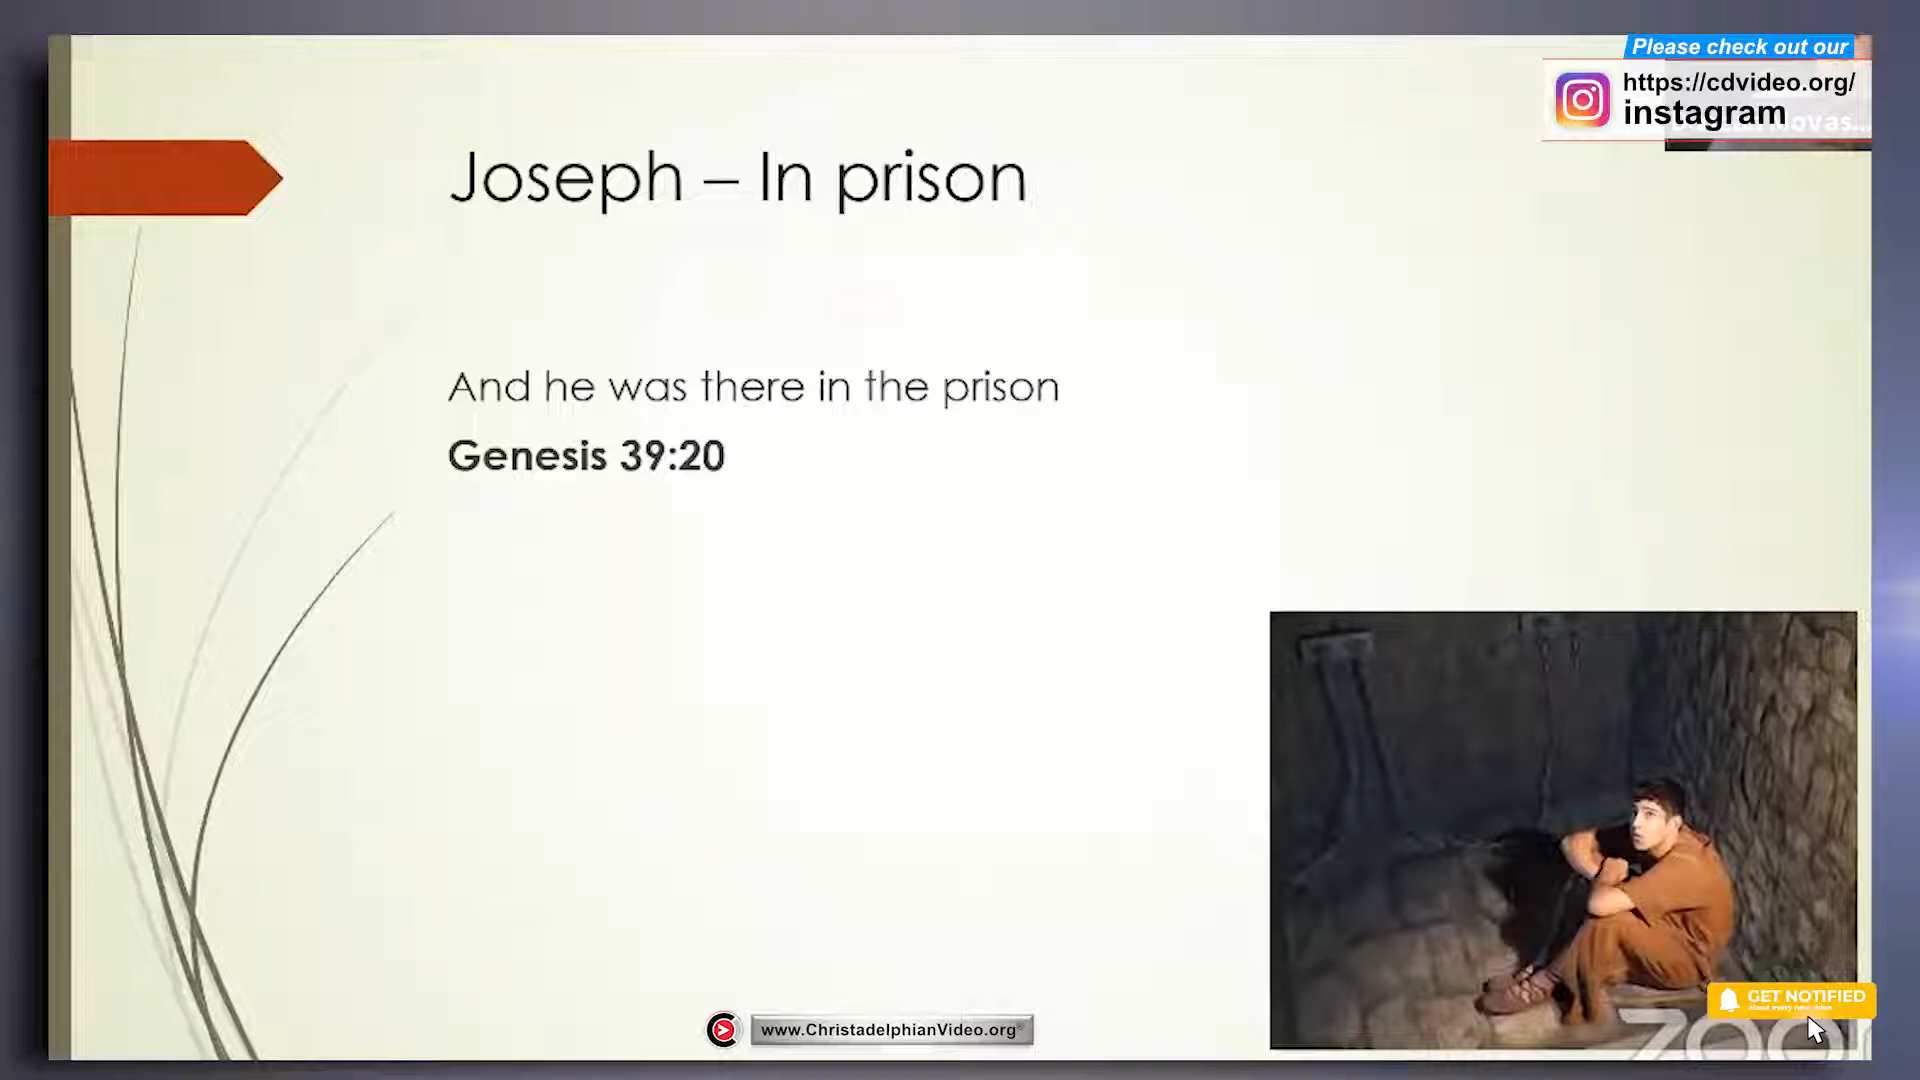 Please check out our
https://cdvideo.org/
instagram
Joseph – In prison
And he was there in the prison
Genesis 39:20
GET NOTIFIED
www.ChristadelphianVideo.org